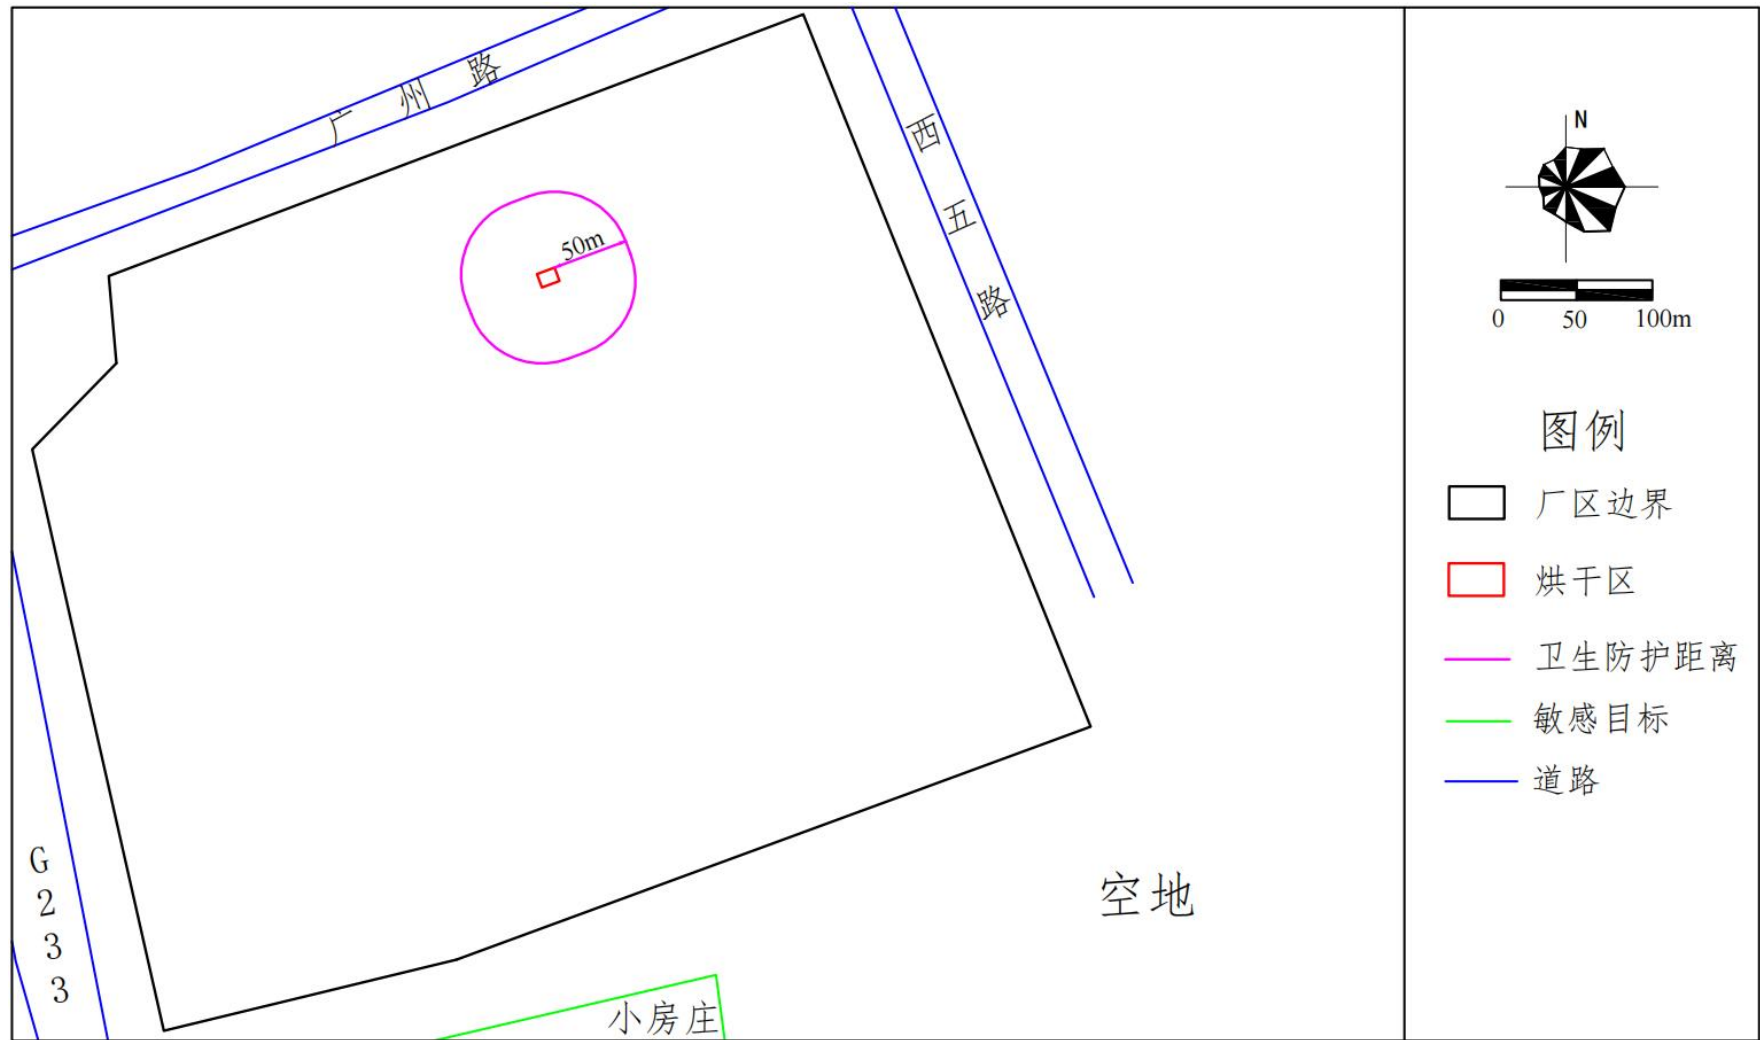 广州路
西五路
50m
G233
空地
小房庄
N
0 50 100m
图例
厂区边界
烘干区
卫生防护距离
敏感目标
道路